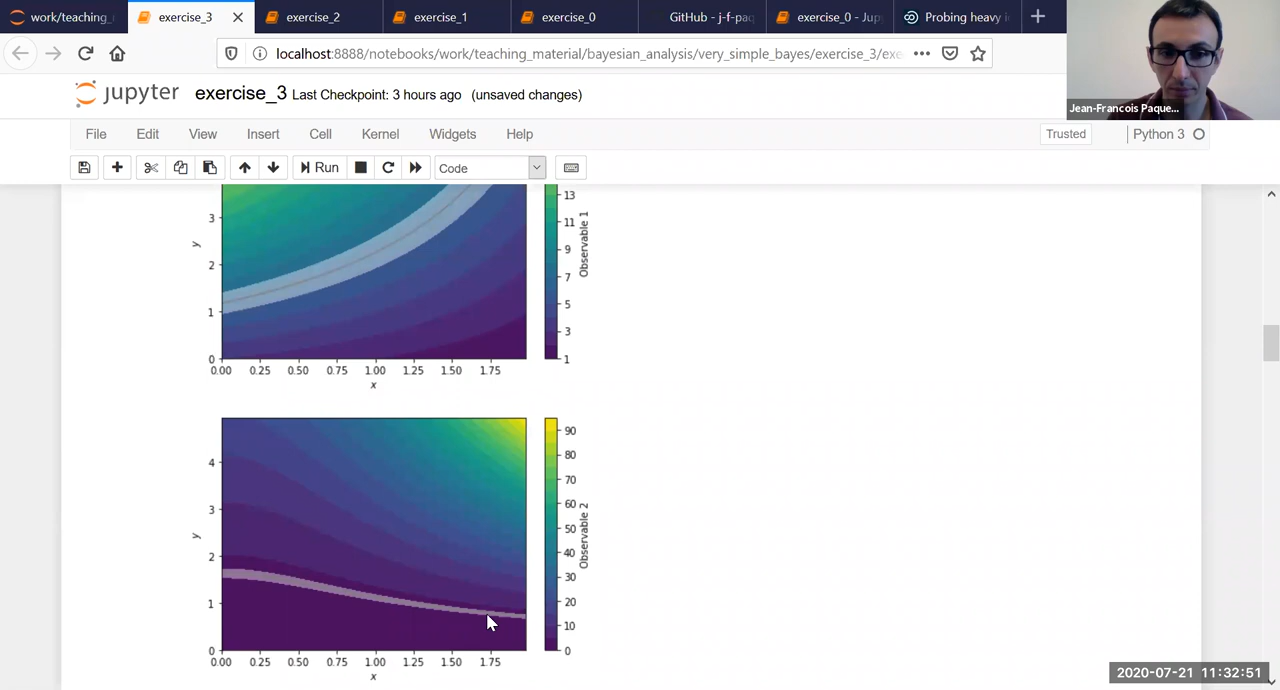 work/teaching_
exercise_3
exercise_2
exercise_1
exercise_0
GitHub - j-f-paq
exercise_0 - Jup
Probing heavy i
localhost:8888/notebooks/work/teaching_material/bayesian_analysis/very_simple_bayes/exercise_3/exe
Jean-Francois Paque...
jupyter exercise_3 Last Checkpoint: 3 hours ago (unsaved changes)
File Edit View Insert Cell Kernel Widgets Help
Trusted Python 3
Run Code
3
2
1
0
y
0.00 0.25 0.50 0.75 1.00 1.25 1.50 1.75
x
13
11
9
7
5
3
1
Observable 1
4
3
2
1
0
y
0.00 0.25 0.50 0.75 1.00 1.25 1.50 1.75
x
90
80
70
60
50
40
30
20
10
0
Observable 2
2020-07-21 11:32:51